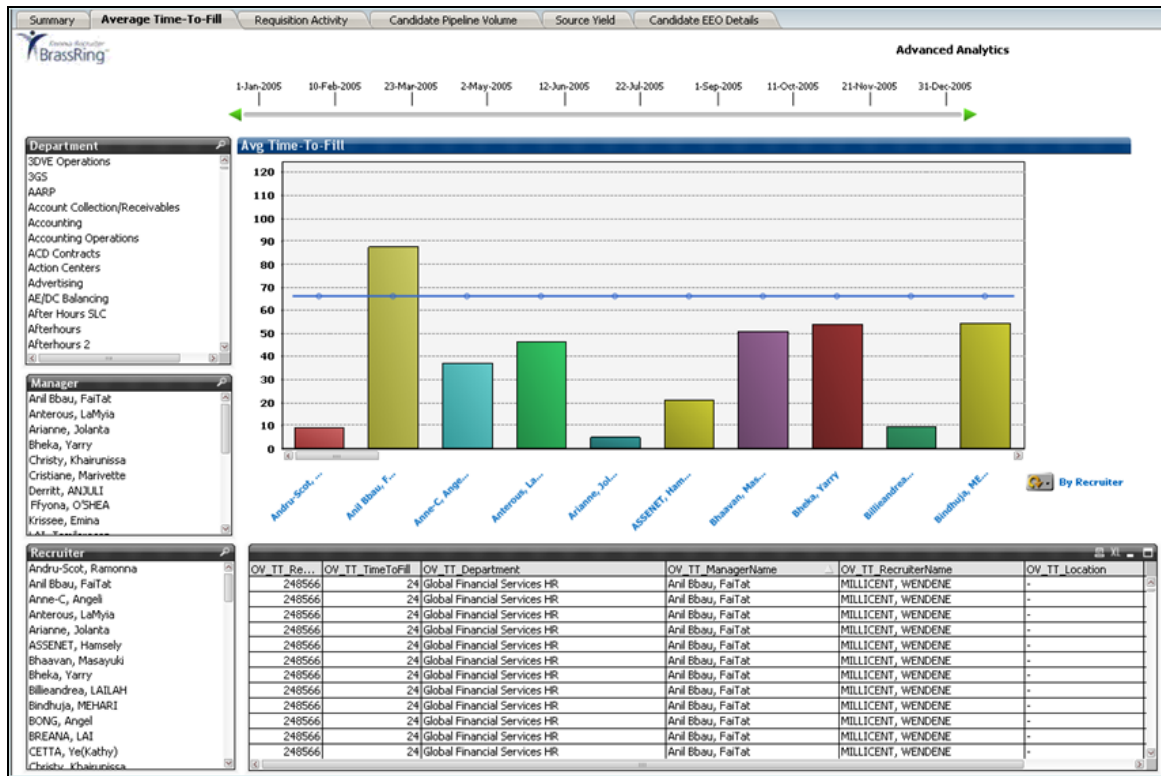 Summary Average Time-To-Fill Requisition Activity Candidate Pipeline Volume Source Yield Candidate EEO Details
Kenexa Recruiter
BrassRing
Advanced Analytics
1-Jan-2005 10-Feb-2005 23-Mar-2005 2-May-2005 12-Jun-2005 22-Jul-2005 1-Sep-2005 11-Oct-2005 21-Nov-2005 31-Dec-2005
Department
3DVE Operations
3GS
AARP
Account Collection/Receivables
Accounting
Accounting Operations
ACD Contracts
Action Centers
Advertising
AE/DC Balancing
After Hours SLC
Afterhours
Afterhours 2
Avg Time-To-Fill
120
110
100
90
80
70
60
50
40
30
20
10
0
Andru-Scot, ...
Anil Bbau, F...
Anne-C, Ange...
Anterous, La...
Arianne, Jol...
ASSENET, Ham...
Bhaavan, Mas...
Bheka, Yarry
Billieandrea...
Bindhuja, ME...
By Recruiter
Manager
Anil Bbau, FaiTat
Anterous, LaMyia
Arianne, Jolanta
Bheka, Yarry
Christy, Khairunissa
Cristiane, Marivette
Derritt, ANJULI
Ffyona, O'SHEA
Krissee, Emina
Recruiter
Andru-Scot, Ramonna
Anil Bbau, FaiTat
Anne-C, Angeli
Anterous, LaMyia
Arianne, Jolanta
ASSENET, Hamsely
Bhaavan, Masayuki
Bheka, Yarry
Billieandrea, LAILAH
Bindhuja, MEHARI
BONG, Angel
BREANA, LAI
CETTA, Ye(Kathy)
Christy, Khairunissa
XL
OV_TT_Re... OV_TT_TimeToFill OV_TT_Department OV_TT_ManagerName OV_TT_RecruiterName OV_TT_Location
248566 24 Global Financial Services HR Anil Bbau, FaiTat MILLICENT, WENDENE -
248566 24 Global Financial Services HR Anil Bbau, FaiTat MILLICENT, WENDENE -
248566 24 Global Financial Services HR Anil Bbau, FaiTat MILLICENT, WENDENE -
248566 24 Global Financial Services HR Anil Bbau, FaiTat MILLICENT, WENDENE -
248566 24 Global Financial Services HR Anil Bbau, FaiTat MILLICENT, WENDENE -
248566 24 Global Financial Services HR Anil Bbau, FaiTat MILLICENT, WENDENE -
248566 24 Global Financial Services HR Anil Bbau, FaiTat MILLICENT, WENDENE -
248566 24 Global Financial Services HR Anil Bbau, FaiTat MILLICENT, WENDENE -
248566 24 Global Financial Services HR Anil Bbau, FaiTat MILLICENT, WENDENE -
248566 24 Global Financial Services HR Anil Bbau, FaiTat MILLICENT, WENDENE -
248566 24 Global Financial Services HR Anil Bbau, FaiTat MILLICENT, WENDENE -
248566 24 Global Financial Services HR Anil Bbau, FaiTat MILLICENT, WENDENE -